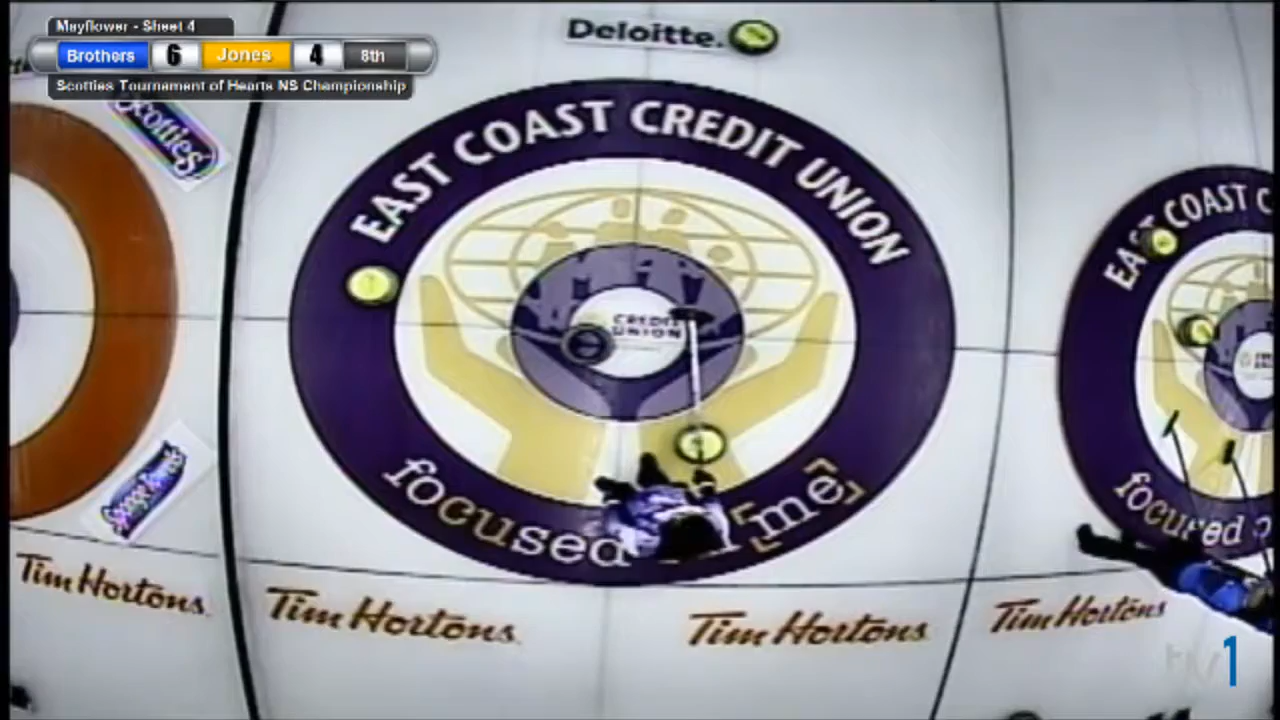 Mayflower - Sheet 4
Brothers 6 Jones 4 8th
Scotties Tournament of Hearts NS Championship
Deloitte.
Scotties
EAST COAST CREDIT UNION
EAST COAST C
CREDIT
UNION
focused [me]
focused
Tim Hortons
Tim Hortons
Tim Hortons
Tim Hortons
tv1